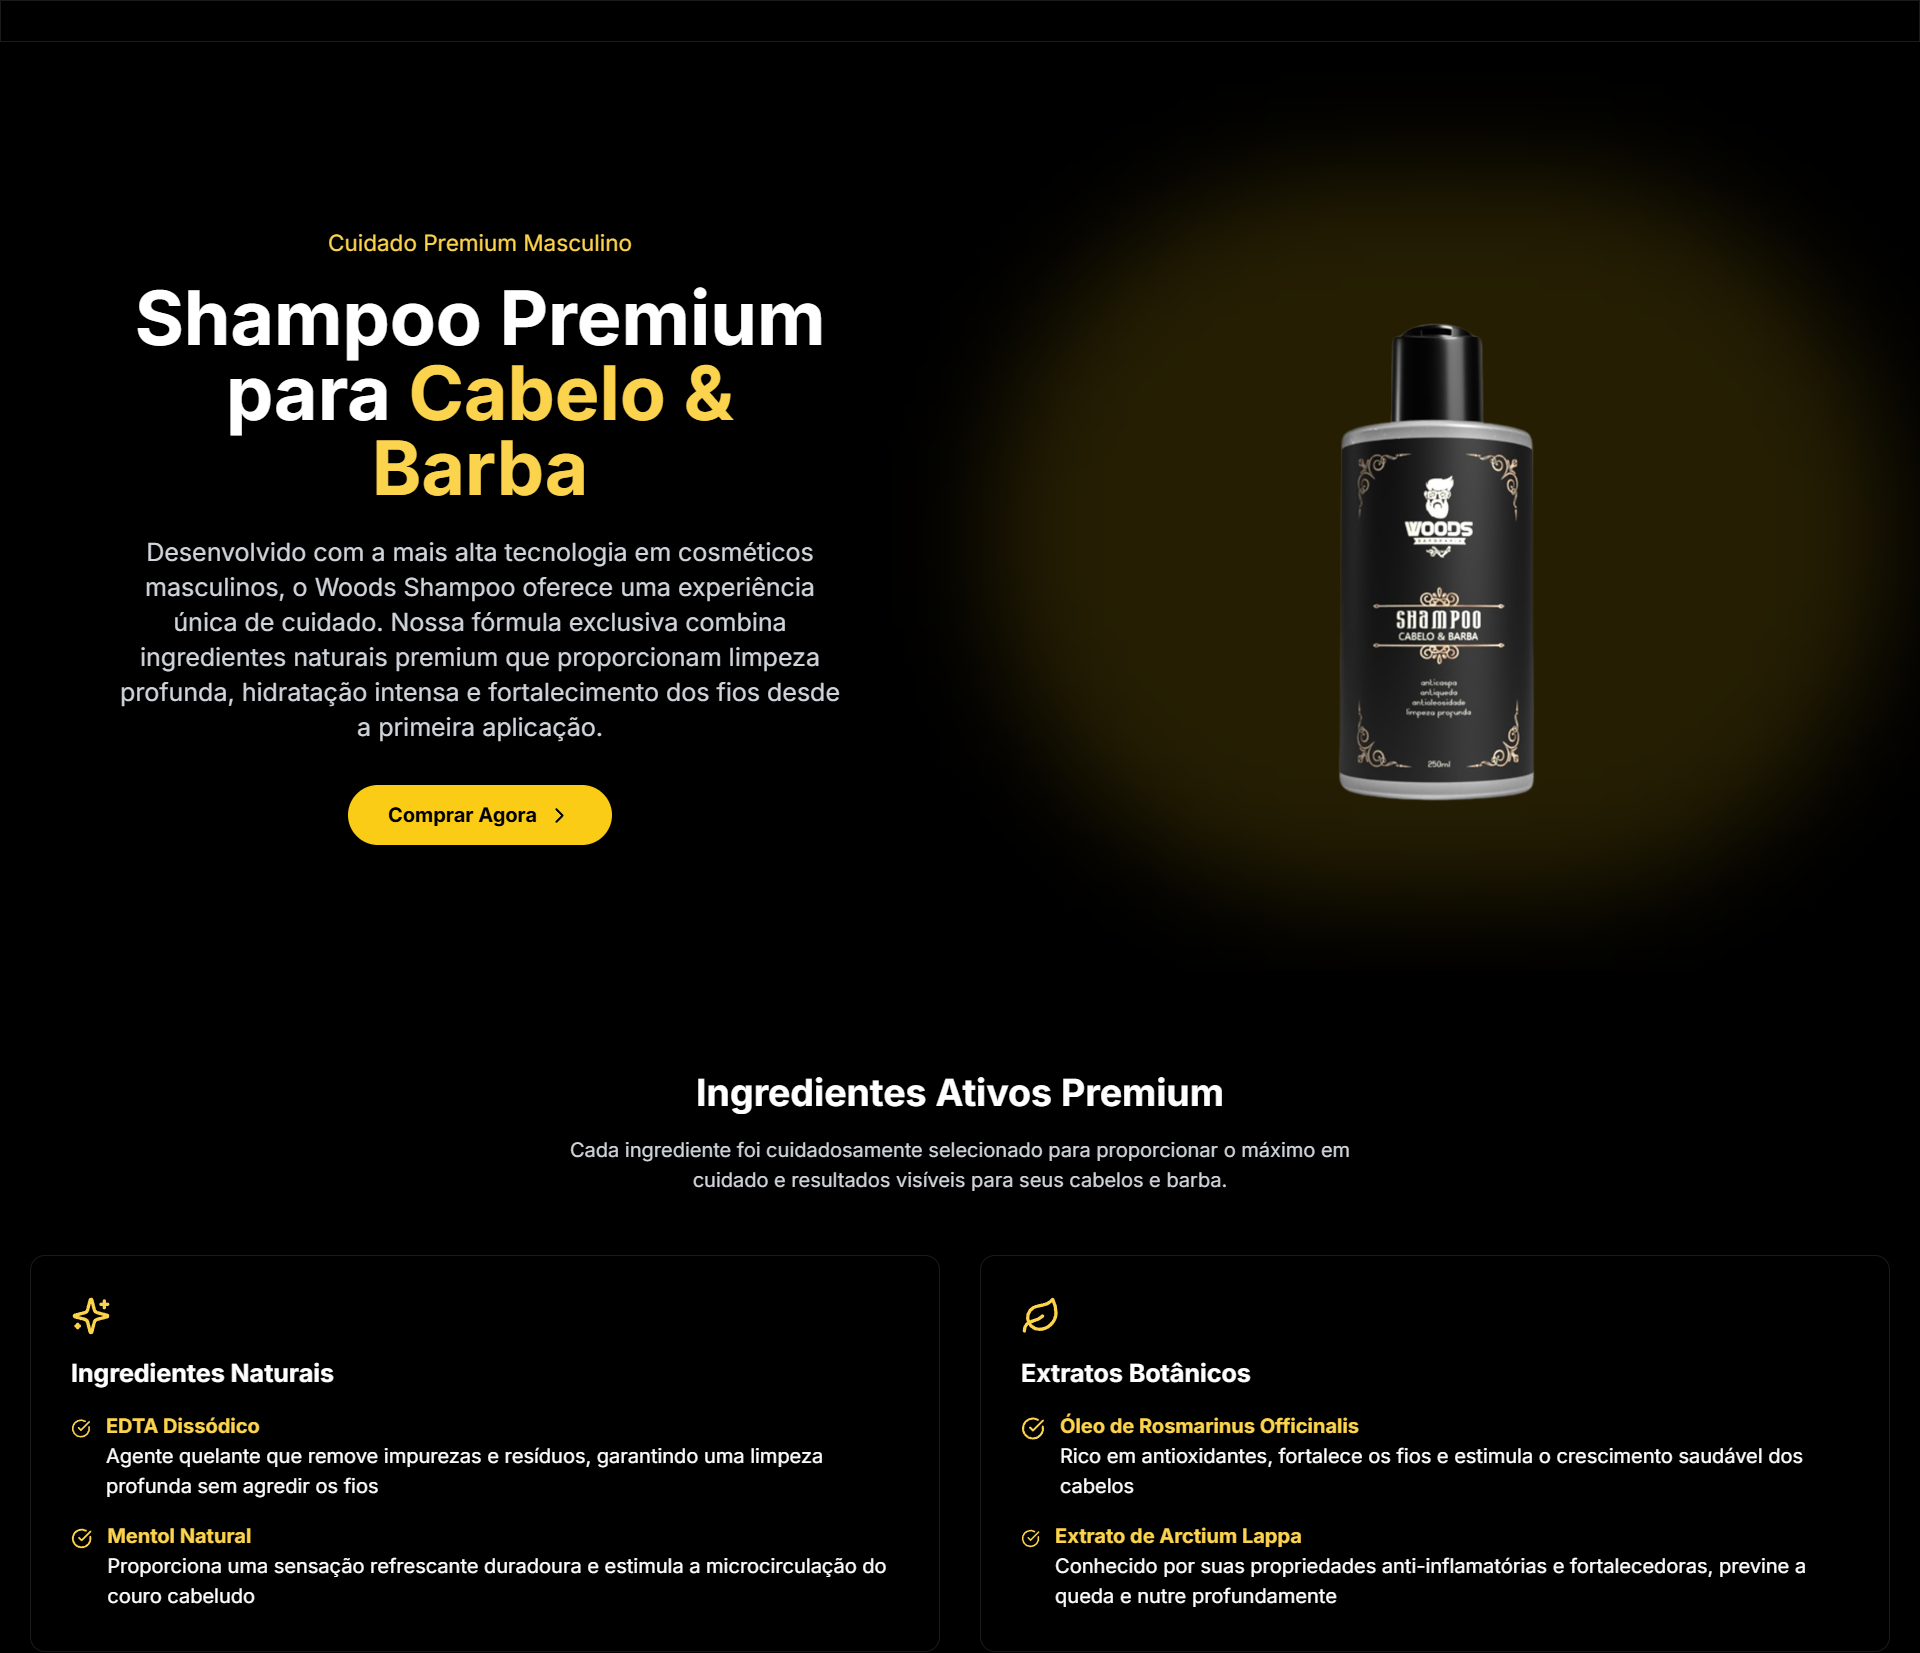 Cuidado Premium Masculino
Shampoo Premium
para Cabelo &
Barba
Desenvolvido com a mais alta tecnologia em cosméticos
masculinos, o Woods Shampoo oferece uma experiência
única de cuidado. Nossa fórmula exclusiva combina
ingredientes naturais premium que proporcionam limpeza
profunda, hidratação intensa e fortalecimento dos fios desde
a primeira aplicação.
Comprar Agora
WOODS
SHAMPOO
CABELO & BARBA
anticaspa
antiqueda
antioleosidade
limpeza profunda
250ml
Ingredientes Ativos Premium
Cada ingrediente foi cuidadosamente selecionado para proporcionar o máximo em
cuidado e resultados visíveis para seus cabelos e barba.
Ingredientes Naturais
EDTA Dissódico
Agente quelante que remove impurezas e resíduos, garantindo uma limpeza
profunda sem agredir os fios
Mentol Natural
Proporciona uma sensação refrescante duradoura e estimula a microcirculação do
couro cabeludo
Extratos Botânicos
Óleo de Rosmarinus Officinalis
Rico em antioxidantes, fortalece os fios e estimula o crescimento saudável dos
cabelos
Extrato de Arctium Lappa
Conhecido por suas propriedades anti-inflamatórias e fortalecedoras, previne a
queda e nutre profundamente